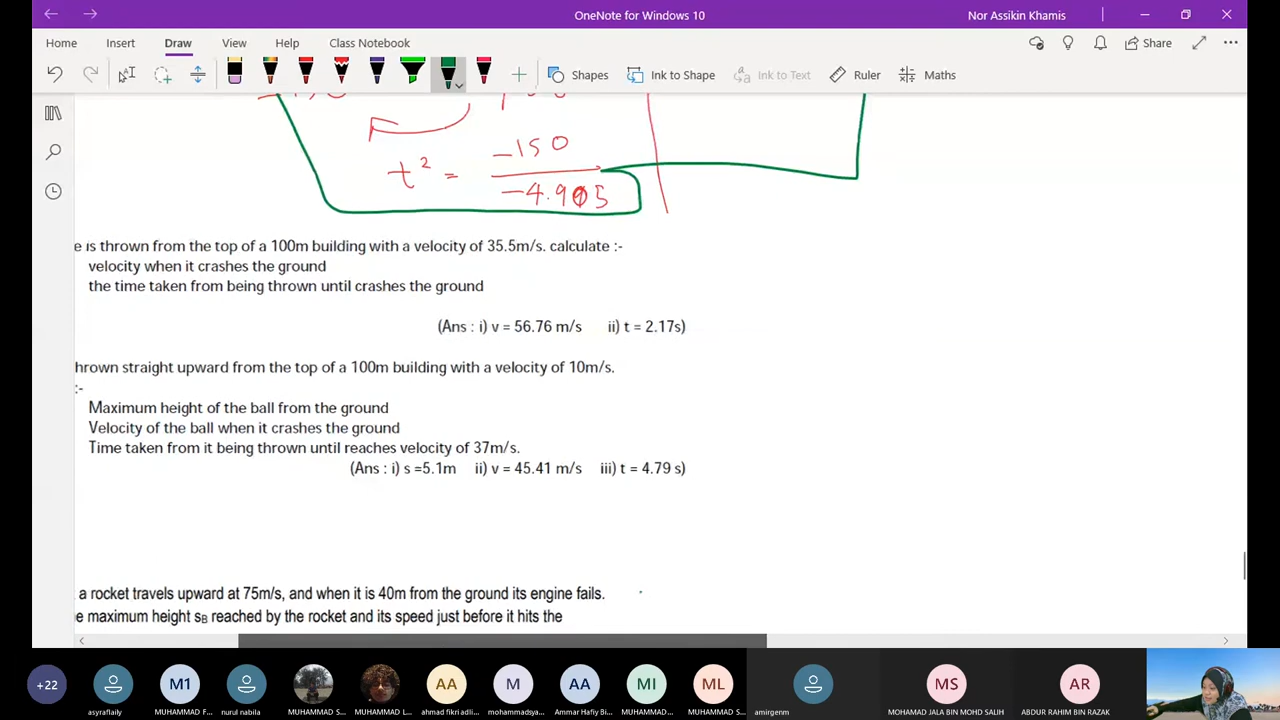 OneNote for Windows 10
Nor Assikin Khamis
Home Insert Draw View Help Class Notebook
Share
Shapes
Ink to Shape
Ink to Text
Ruler
Maths
t² = -150
-4.905
e is thrown from the top of a 100m building with a velocity of 35.5m/s. calculate :-
velocity when it crashes the ground
the time taken from being thrown until crashes the ground
(Ans : i) v = 56.76 m/s ii) t = 2.17s)
hrown straight upward from the top of a 100m building with a velocity of 10m/s.
:-
Maximum height of the ball from the ground
Velocity of the ball when it crashes the ground
Time taken from it being thrown until reaches velocity of 37m/s.
(Ans : i) s =5.1m ii) v = 45.41 m/s iii) t = 4.79 s)
a rocket travels upward at 75m/s, and when it is 40m from the ground its engine fails.
e maximum height sB reached by the rocket and its speed just before it hits the
+22
M1
AA
M
AA
MI
ML
MS
AR
asyraflaily
MUHAMMAD F...
nurul nabila
MUHAMMAD S...
MUHAMMAD L...
ahmad fikri adli...
mohammadsya...
Ammar Hafiy Bi...
MUHAMMAD...
MUHAMMAD S...
amirgenm
MOHAMAD JALA BIN MOHD SALIH
ABDUR RAHIM BIN RAZAK